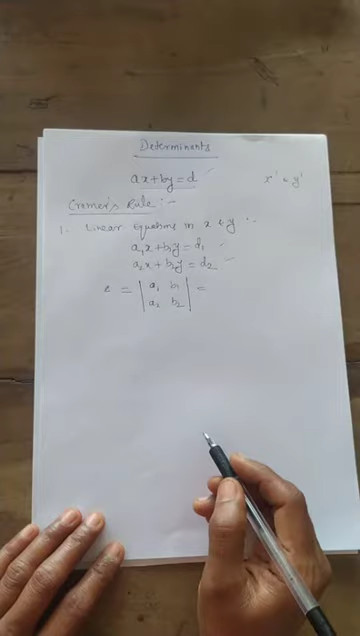 Determinants
ax+by=d
x' & y'
Cramer's Rule :-
1. Linear Equations in x & y :-
a₁x+b₁y=d₁
a₂x+b₂y=d₂
= | a₁ b₁ | =
| a₂ b₂ |